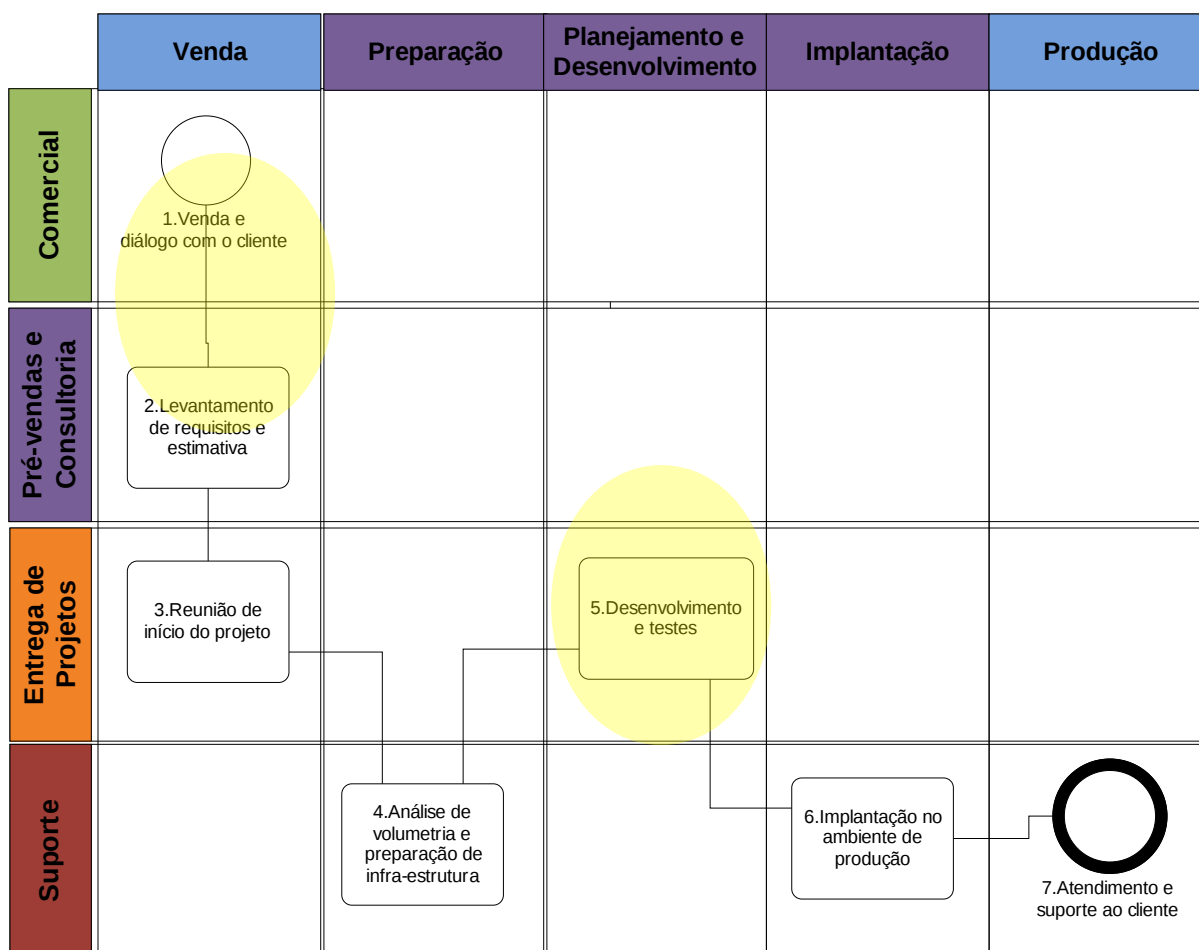 Venda
Preparação
Planejamento e
Desenvolvimento
Implantação
Produção
Comercial
1.Venda e
diálogo com o cliente
Pré-vendas e
Consultoria
2.Levantamento
de requisitos e
estimativa
Entrega de
Projetos
3.Reunião de
início do projeto
5.Desenvolvimento
e testes
Suporte
4.Análise de
volumetria e
preparação de
infra-estrutura
6.Implantação no
ambiente de
produção
7.Atendimento e
suporte ao cliente